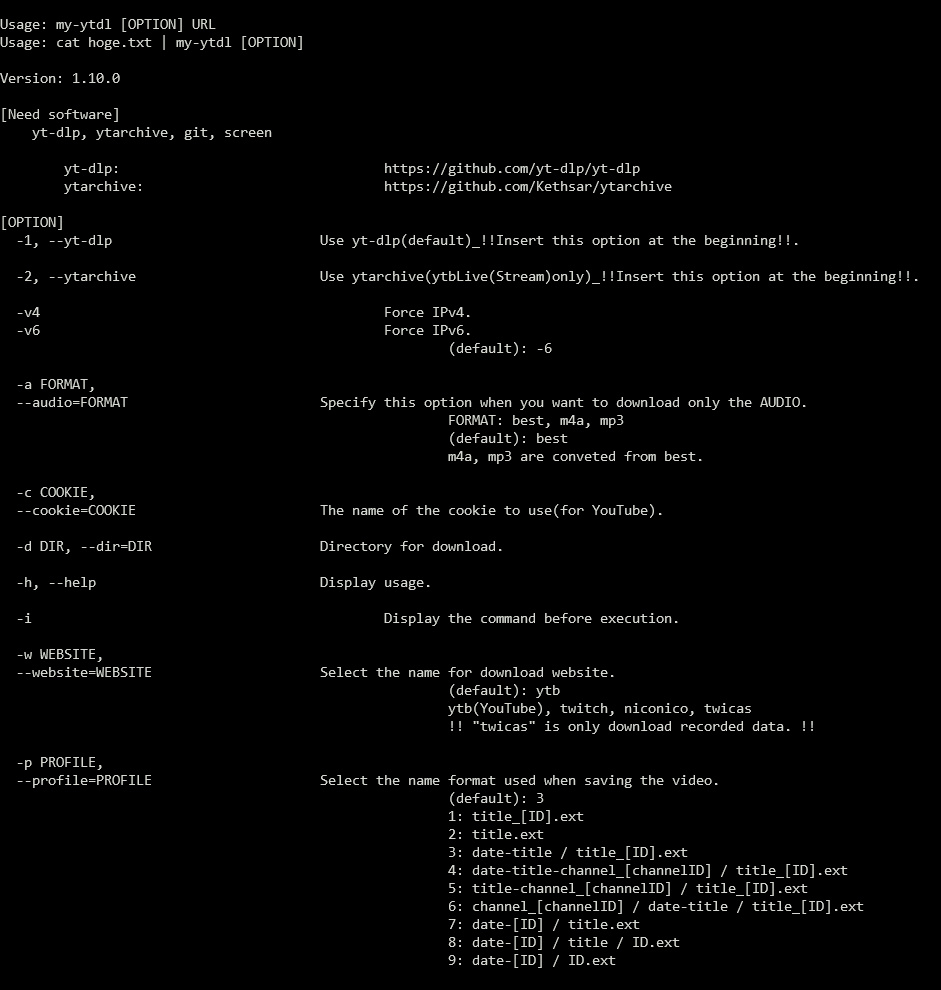 Usage: my-ytdl [OPTION] URL
Usage: cat hoge.txt | my-ytdl [OPTION]
Version: 1.10.0
[Need software]
yt-dlp, ytarchive, git, screen
yt-dlp: https://github.com/yt-dlp/yt-dlp
ytarchive: https://github.com/Kethsar/ytarchive
[OPTION]
-1, --yt-dlp Use yt-dlp(default)_!!Insert this option at the beginning!!.
-2, --ytarchive Use ytarchive(ytbLive(Stream)only)_!!Insert this option at the beginning!!.
-v4 Force IPv4.
-v6 Force IPv6.
(default): -6
-a FORMAT,
--audio=FORMAT Specify this option when you want to download only the AUDIO.
FORMAT: best, m4a, mp3
(default): best
m4a, mp3 are conveted from best.
-c COOKIE,
--cookie=COOKIE The name of the cookie to use(for YouTube).
-d DIR, --dir=DIR Directory for download.
-h, --help Display usage.
-i Display the command before execution.
-w WEBSITE,
--website=WEBSITE Select the name for download website.
(default): ytb
ytb(YouTube), twitch, niconico, twicas
!! "twicas" is only download recorded data. !!
-p PROFILE,
--profile=PROFILE Select the name format used when saving the video.
(default): 3
1: title_[ID].ext
2: title.ext
3: date-title / title_[ID].ext
4: date-title-channel_[channelID] / title_[ID].ext
5: title-channel_[channelID] / title_[ID].ext
6: channel_[channelID] / date-title / title_[ID].ext
7: date-[ID] / title.ext
8: date-[ID] / title / ID.ext
9: date-[ID] / ID.ext